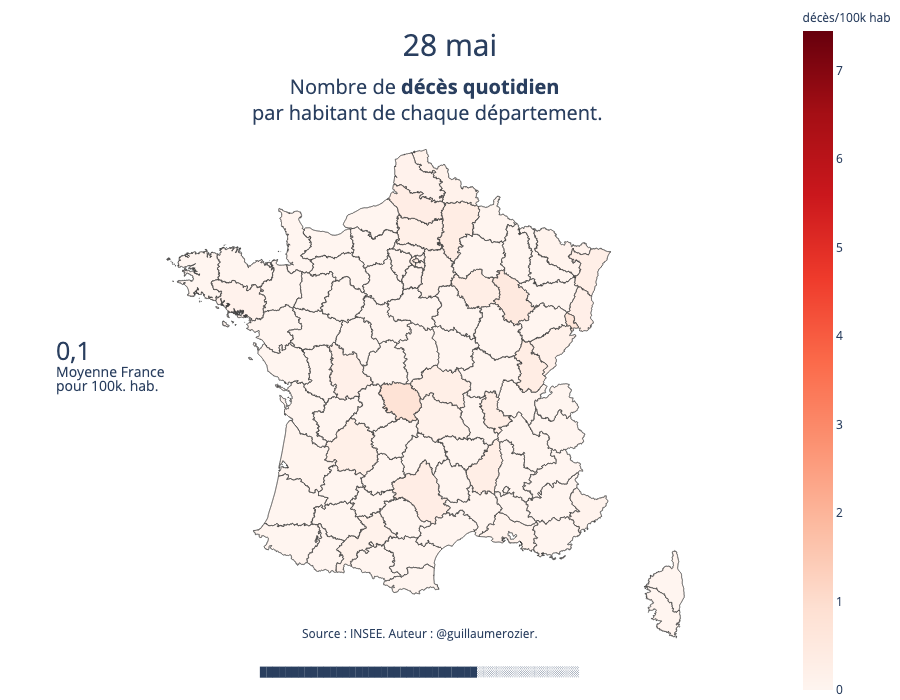 décès/100k hab
28 mai
Nombre de décès quotidien
par habitant de chaque département.
7
6
5
4
3
2
1
0
0,1
Moyenne France
pour 100k. hab.
Source : INSEE. Auteur : @guillaumerozier.